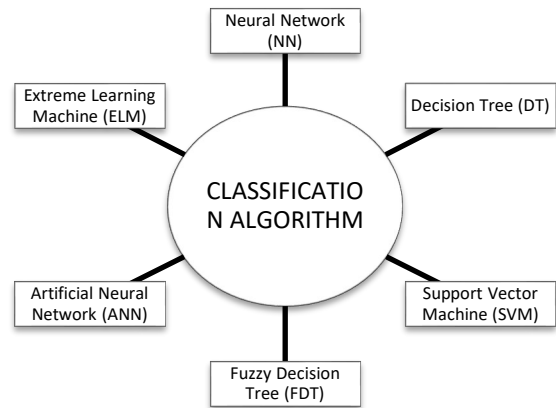 Neural Network
(NN)
Extreme Learning
Machine (ELM)
Decision Tree (DT)
CLASSIFICATIO
N ALGORITHM
Artificial Neural
Network (ANN)
Support Vector
Machine (SVM)
Fuzzy Decision
Tree (FDT)